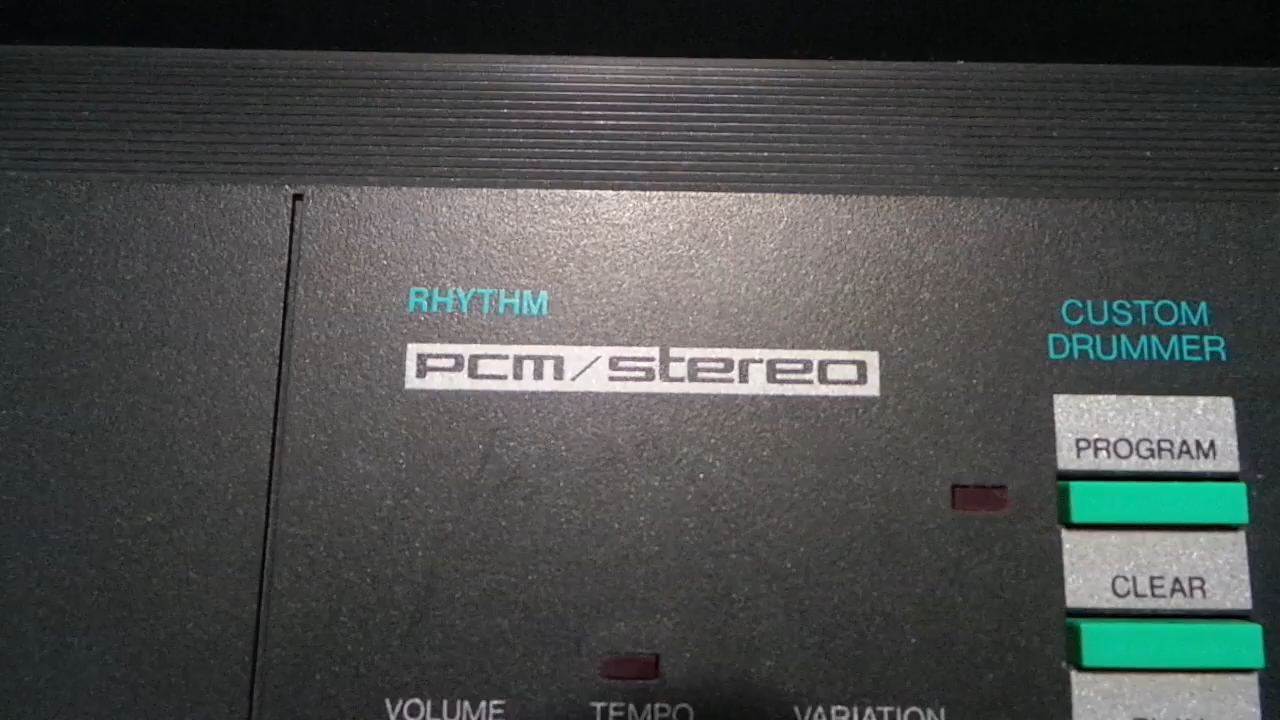 RHYTHM
pcm/stereo
CUSTOM
DRUMMER
PROGRAM
CLEAR
VOLUME TEMPO VARIATION